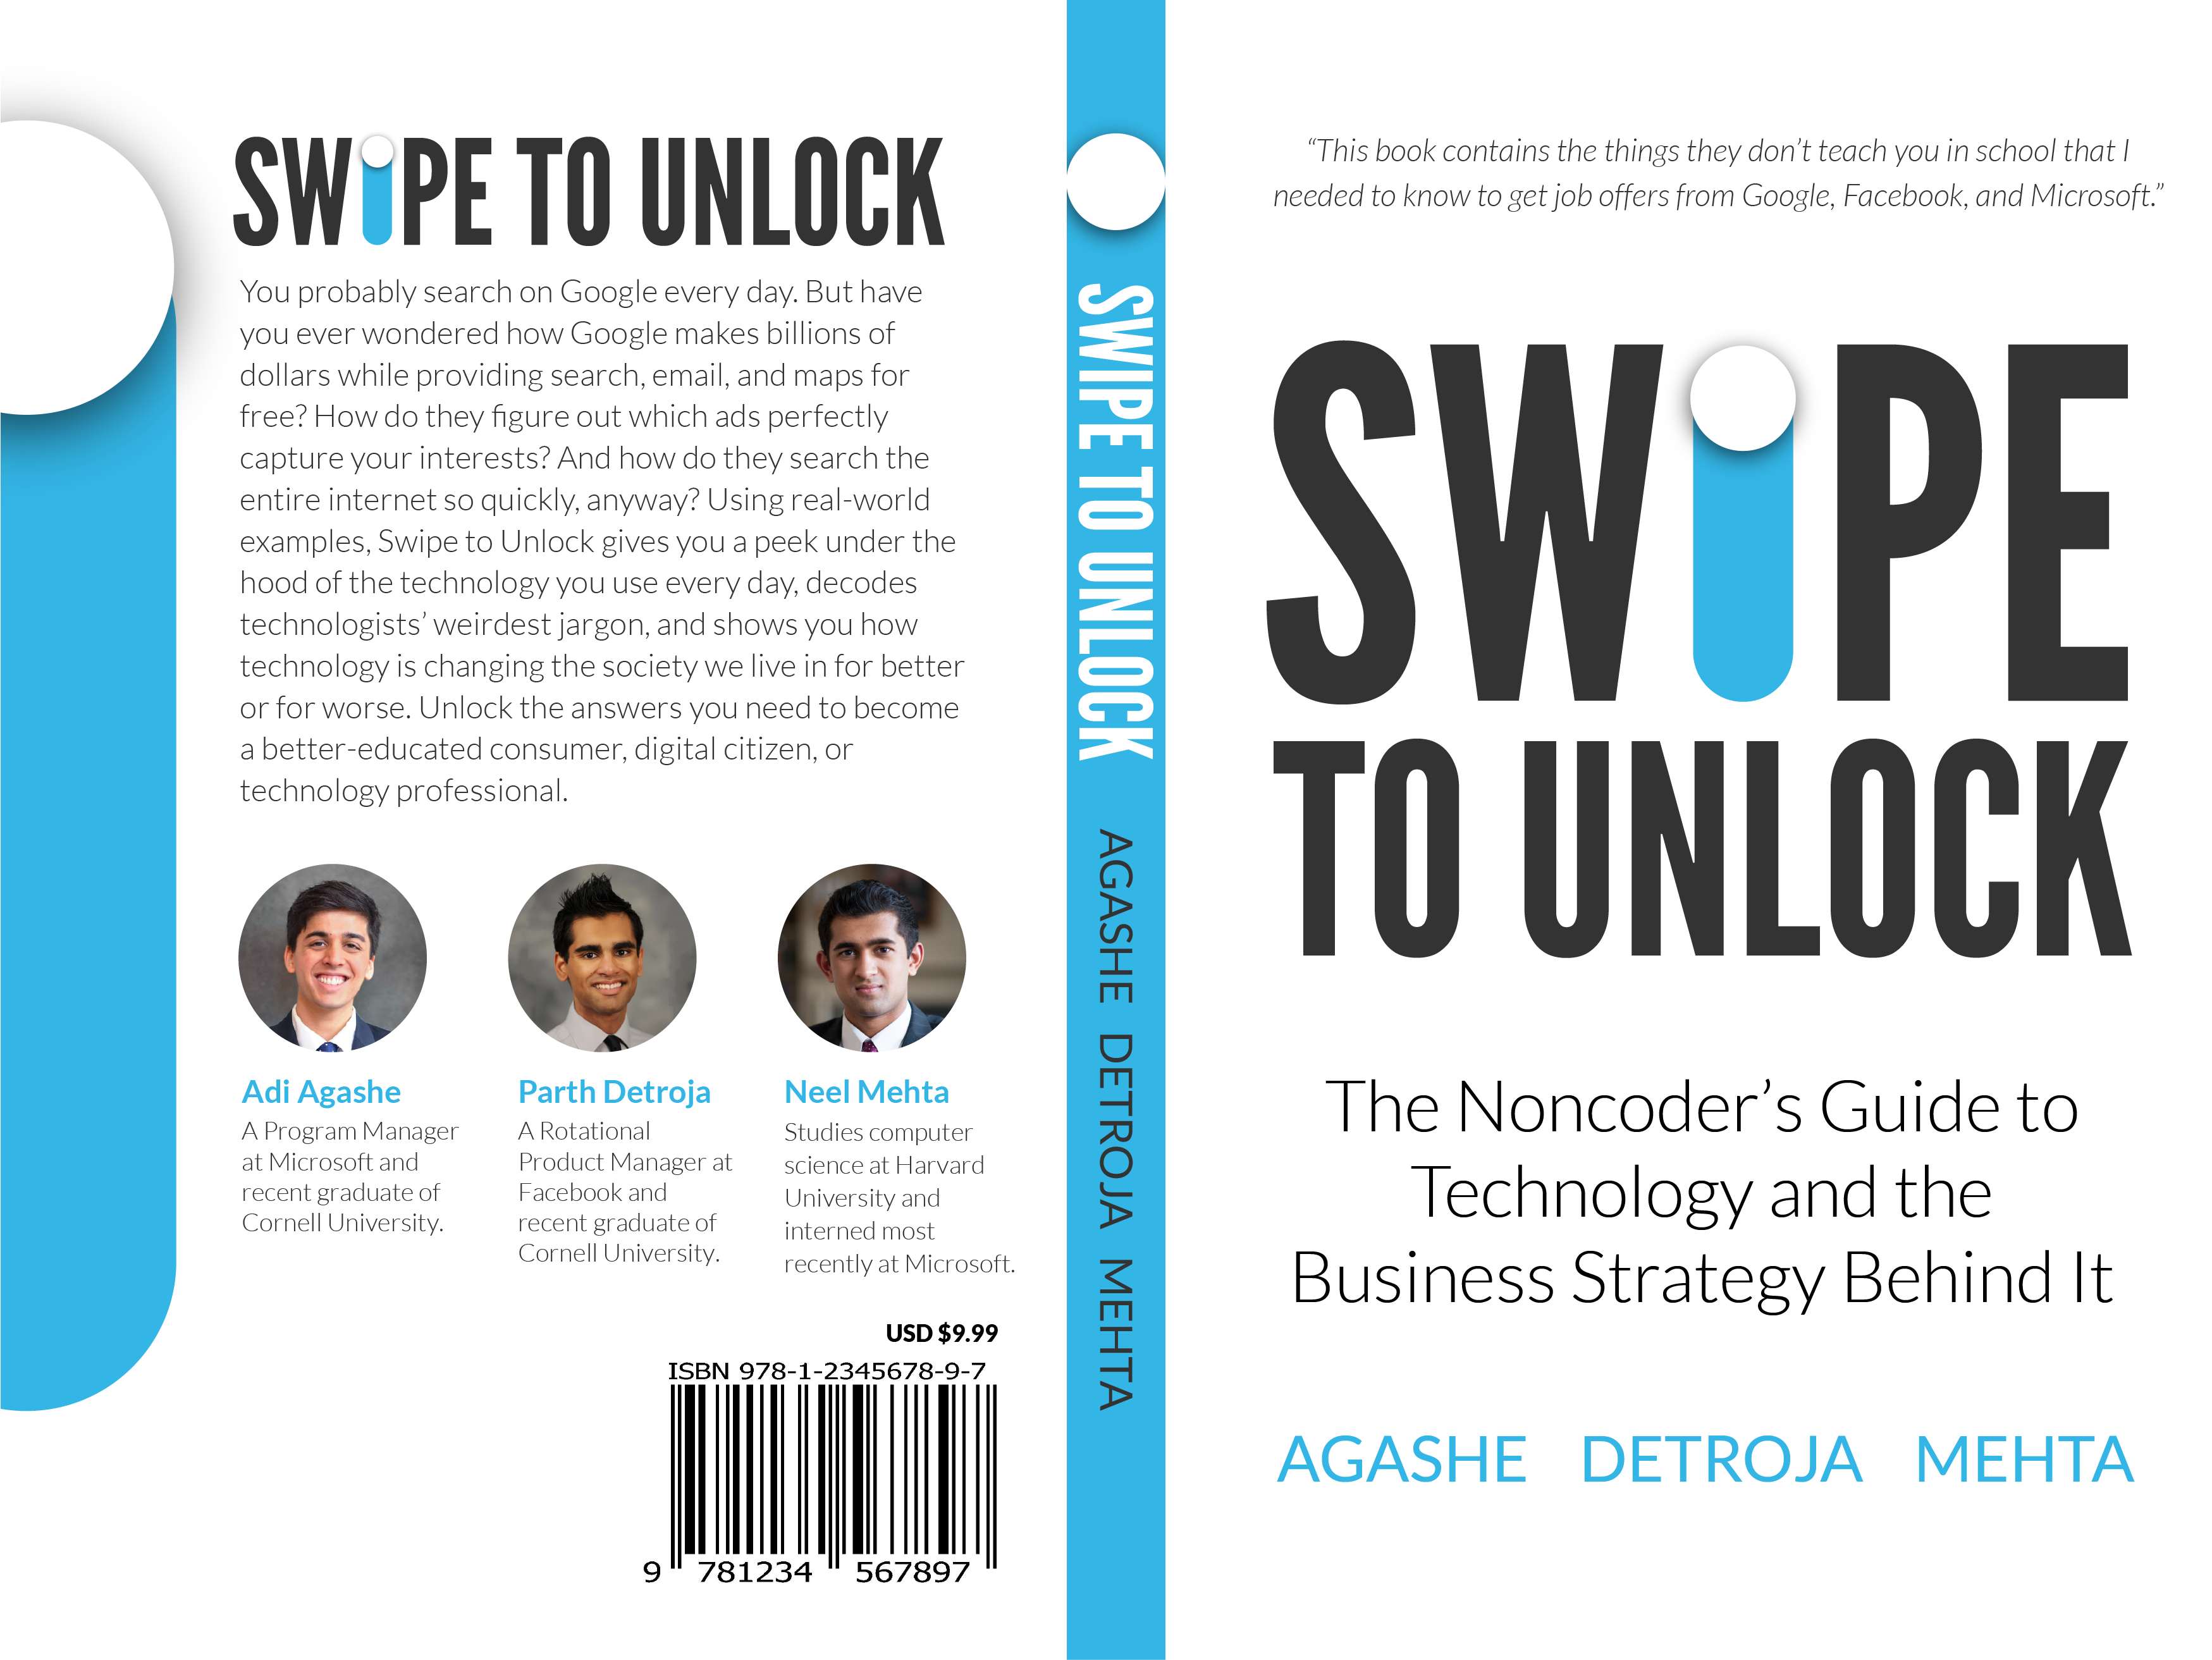 SWIPE TO UNLOCK
You probably search on Google every day. But have
you ever wondered how Google makes billions of
dollars while providing search, email, and maps for
free? How do they figure out which ads perfectly
capture your interests? And how do they search the
entire internet so quickly, anyway? Using real-world
examples, Swipe to Unlock gives you a peek under the
hood of the technology you use every day, decodes
technologists’ weirdest jargon, and shows you how
technology is changing the society we live in for better
or for worse. Unlock the answers you need to become
a better-educated consumer, digital citizen, or
technology professional.
Adi Agashe
A Program Manager
at Microsoft and
recent graduate of
Cornell University.
Parth Detroja
A Rotational
Product Manager at
Facebook and
recent graduate of
Cornell University.
Neel Mehta
Studies computer
science at Harvard
University and
interned most
recently at Microsoft.
USD $9.99
ISBN 978-1-2345678-9-7
9 781234 567897
SWIPE TO UNLOCK AGASHE DETROJA MEHTA
“This book contains the things they don’t teach you in school that I
needed to know to get job offers from Google, Facebook, and Microsoft.”
SWIPE
TO UNLOCK
The Noncoder’s Guide to
Technology and the
Business Strategy Behind It
AGASHE DETROJA MEHTA